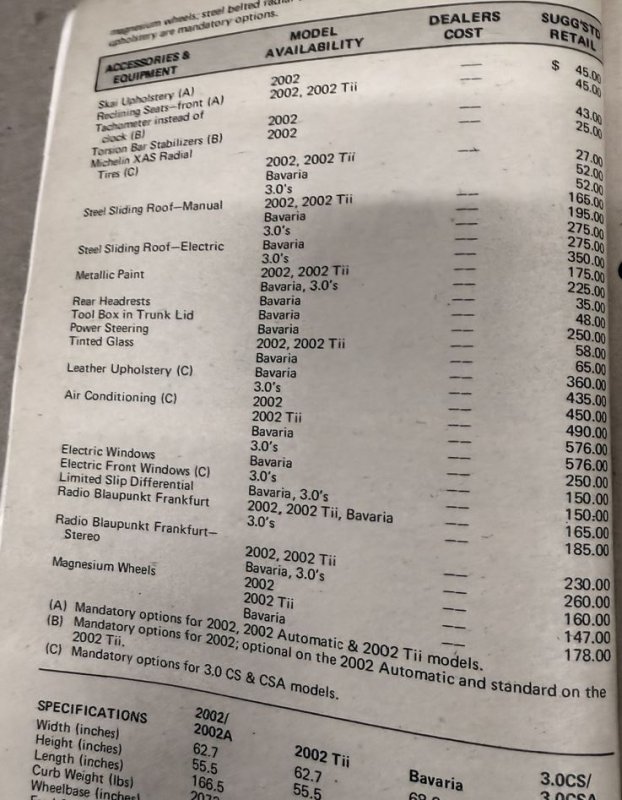 magnesium wheels; steel belted
upholstery are mandatory options.
ACCESSORIES & EQUIPMENT MODEL AVAILABILITY DEALERS COST SUGG'STD RETAIL
Skai Upholstery (A) 2002 — $ 45.00
Reclining Seats—front (A) 2002, 2002 Tii — 45.00
Tachometer instead of
clock (B) 2002 — 43.00
Torsion Bar Stabilizers (B) 2002 — 25.00
Michelin XAS Radial
Tires (C) 2002, 2002 Tii — 27.00
Bavaria — 52.00
3.0's — 52.00
Steel Sliding Roof—Manual 2002, 2002 Tii — 165.00
Bavaria — 195.00
3.0's — 275.00
Steel Sliding Roof—Electric Bavaria — 275.00
3.0's — 350.00
Metallic Paint 2002, 2002 Tii — 175.00
Bavaria, 3.0's — 225.00
Rear Headrests Bavaria — 35.00
Tool Box in Trunk Lid Bavaria — 48.00
Power Steering Bavaria — 250.00
Tinted Glass 2002, 2002 Tii — 58.00
Bavaria — 65.00
Leather Upholstery (C) Bavaria — 360.00
3.0's — 435.00
Air Conditioning (C) 2002 — 450.00
2002 Tii — 490.00
Bavaria — 576.00
3.0's — 576.00
Electric Windows Bavaria — 250.00
Electric Front Windows (C) 3.0's — 150.00
Limited Slip Differential Bavaria, 3.0's — 150.00
Radio Blaupunkt Frankfurt 2002, 2002 Tii, Bavaria — 165.00
3.0's — 185.00
Radio Blaupunkt Frankfurt—
Stereo 2002, 2002 Tii — 230.00
Bavaria, 3.0's — 260.00
Magnesium Wheels 2002 — 160.00
2002 Tii — 147.00
Bavaria — 178.00
(A) Mandatory options for 2002, 2002 Automatic & 2002 Tii models.
(B) Mandatory options for 2002; optional on the 2002 Automatic and standard on the
2002 Tii.
(C) Mandatory options for 3.0 CS & CSA models.
SPECIFICATIONS 2002/ 2002A 2002 Tii Bavaria 3.0CS/ 3.0CSA
Width (inches) 62.7 62.7
Height (inches) 55.5 55.5
Length (inches) 166.5
Curb Weight (lbs)
Wheelbase (inches)